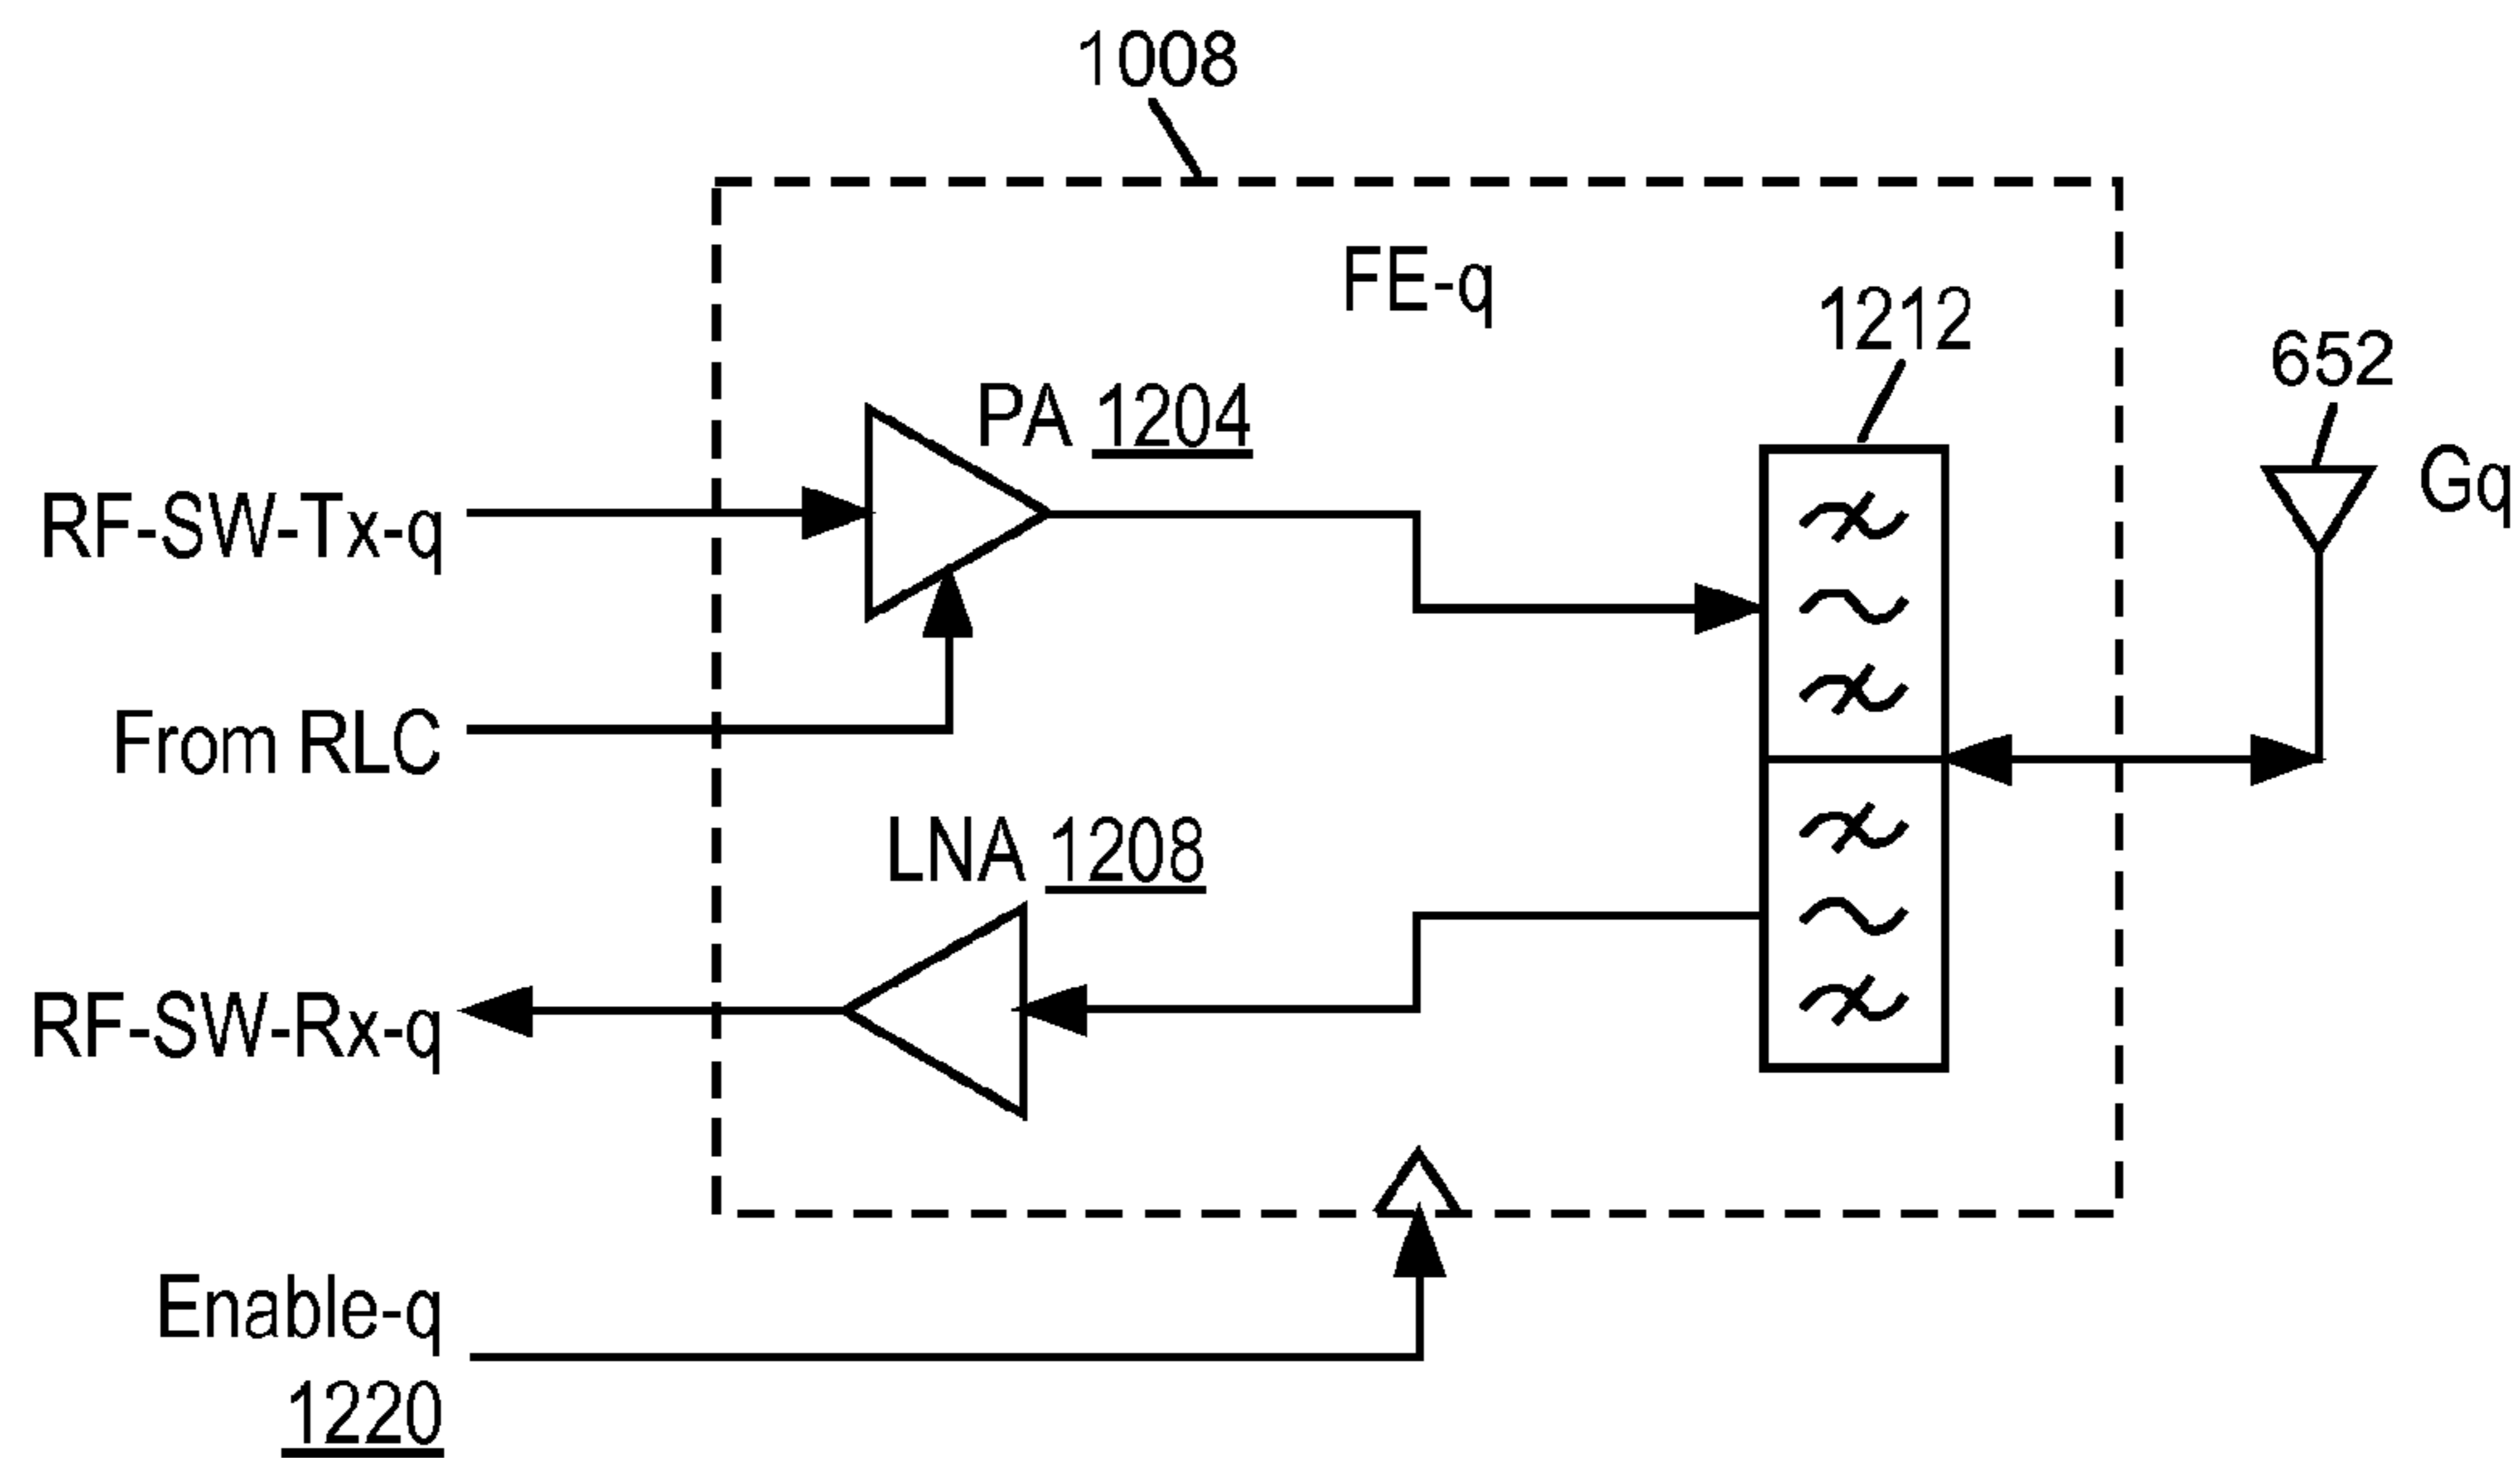 1008
FE-q
1212
652
Gq
PA 1204
RF-SW-Tx-q
From RLC
LNA 1208
RF-SW-Rx-q
Enable-q
1220